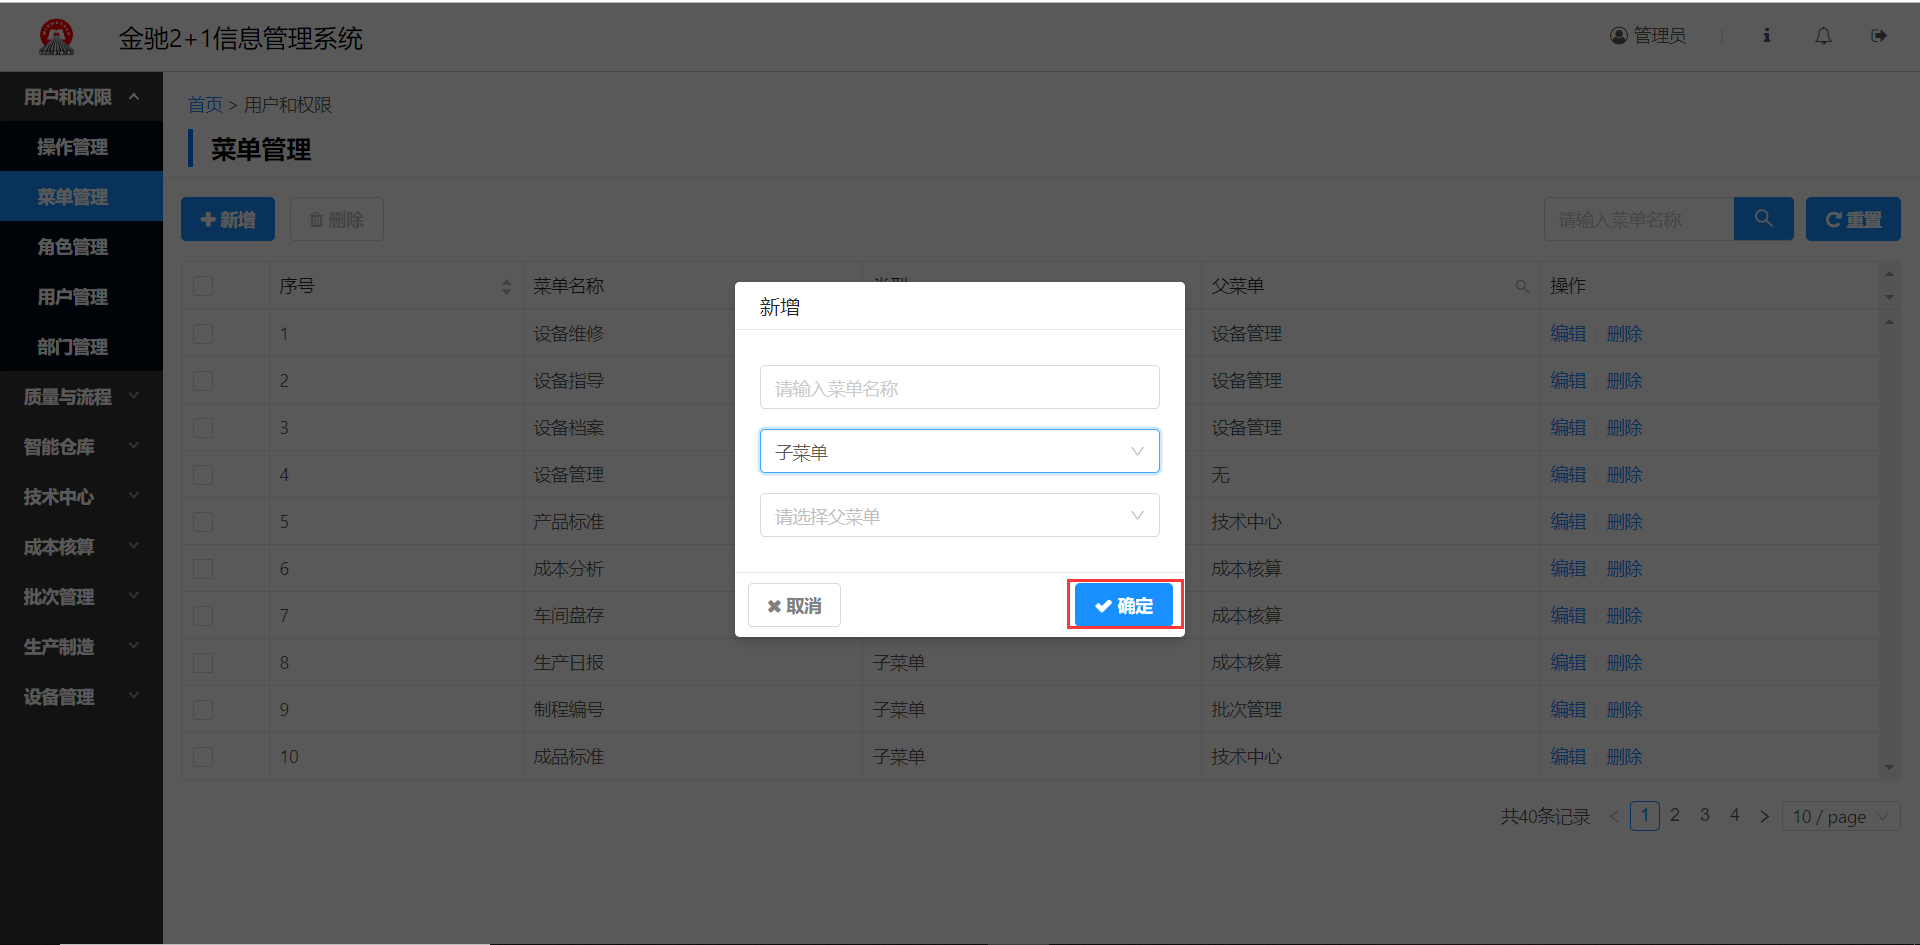 金驰2+1信息管理系统
管理员
用户和权限
操作管理
菜单管理
角色管理
用户管理
部门管理
质量与流程
智能仓库
技术中心
成本核算
批次管理
生产制造
设备管理
首页 > 用户和权限
菜单管理
新增 删除
请输入菜单名称
重置
序号 菜单名称 父菜单 操作
1 设备维修 设备管理 编辑 删除
2 设备指导 设备管理 编辑 删除
3 设备档案 设备管理 编辑 删除
4 设备管理 无 编辑 删除
5 产品标准 技术中心 编辑 删除
6 成本分析 成本核算 编辑 删除
7 车间盘存 成本核算 编辑 删除
8 生产日报 子菜单 成本核算 编辑 删除
9 制程编号 子菜单 批次管理 编辑 删除
10 成品标准 子菜单 技术中心 编辑 删除
共40条记录 < 1 2 3 4 > 10 / page
新增
请输入菜单名称
子菜单
请选择父菜单
取消 确定